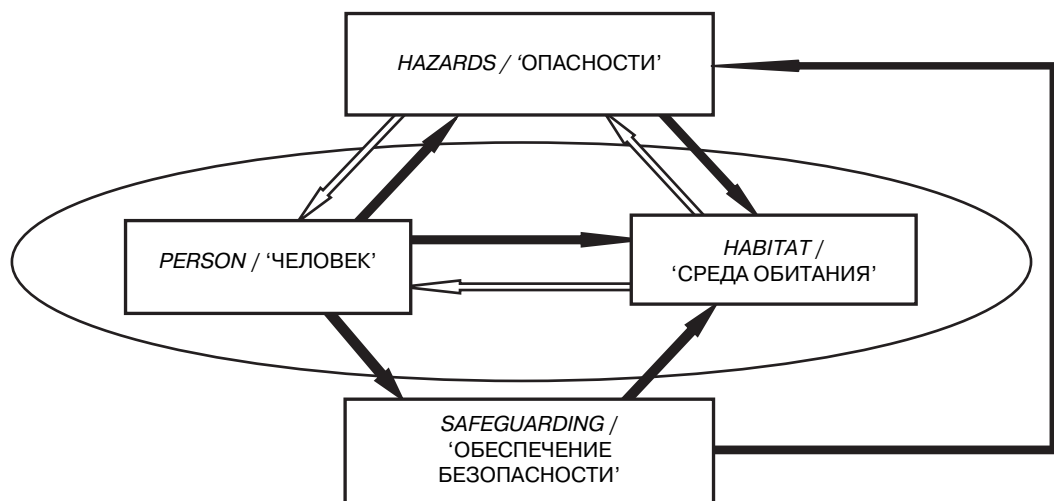 HAZARDS / ‘ОПАСНОСТИ’
PERSON / ‘ЧЕЛОВЕК’
HABITAT /
‘СРЕДА ОБИТАНИЯ’
SAFEGUARDING /
‘ОБЕСПЕЧЕНИЕ
БЕЗОПАСНОСТИ’